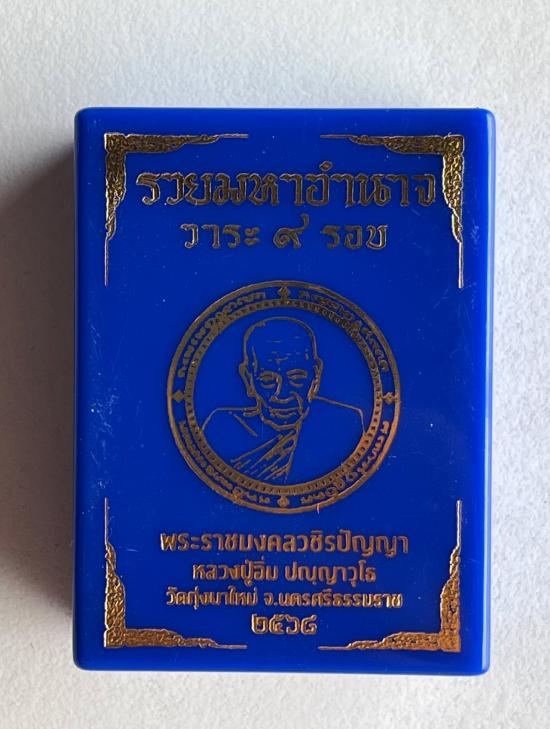 รวยมหาอำนาจ
วาระ ๙ รอบ
พระราชมงคลวชิรปัญญา
หลวงปู่อิ่ม ปญฺญาวุโธ
วัดทุ่งนาใหม่ จ.นครศรีธรรมราช
๒๕๖๘